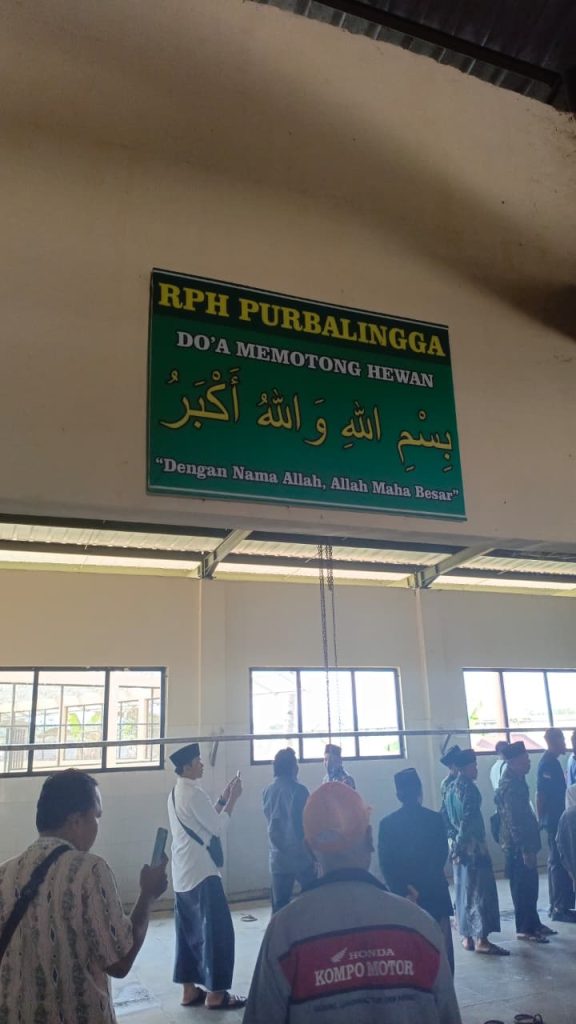 RPH PURBALINGGA
DO'A MEMOTONG HEWAN
بِسْمِ اللهِ وَ اللهُ أَكْبَرُ
"Dengan Nama Allah, Allah Maha Besar"
HONDA
KOMPO MOTOR